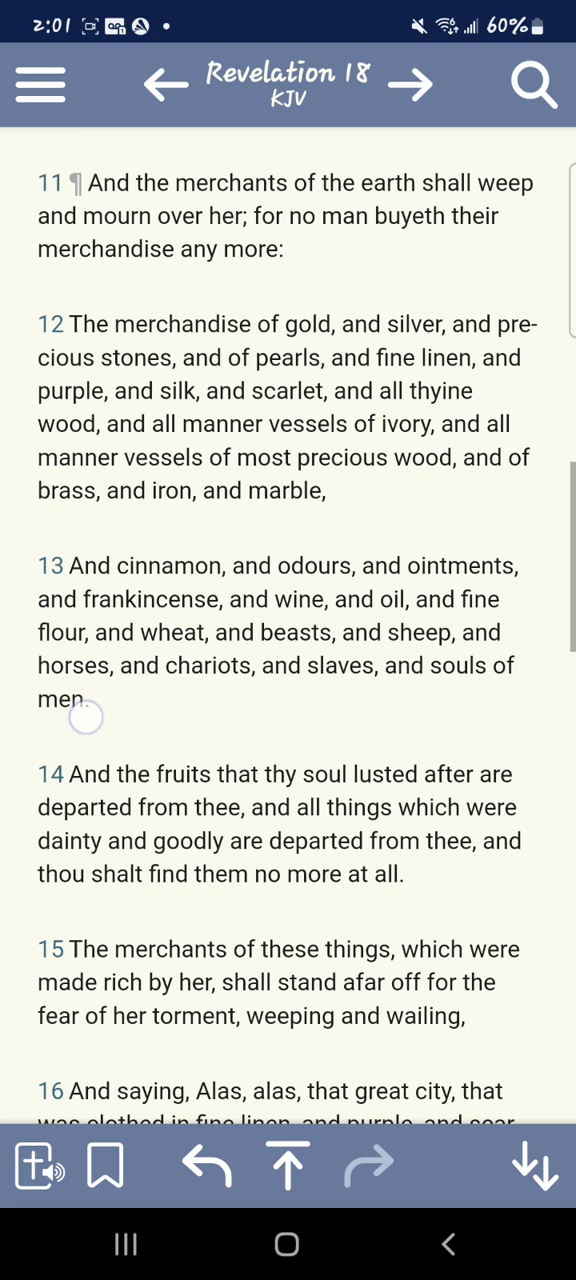 2:01 60%
Revelation 18
KJV
11 ¶ And the merchants of the earth shall weep
and mourn over her; for no man buyeth their
merchandise any more:
12 The merchandise of gold, and silver, and pre-
cious stones, and of pearls, and fine linen, and
purple, and silk, and scarlet, and all thyine
wood, and all manner vessels of ivory, and all
manner vessels of most precious wood, and of
brass, and iron, and marble,
13 And cinnamon, and odours, and ointments,
and frankincense, and wine, and oil, and fine
flour, and wheat, and beasts, and sheep, and
horses, and chariots, and slaves, and souls of
men.
14 And the fruits that thy soul lusted after are
departed from thee, and all things which were
dainty and goodly are departed from thee, and
thou shalt find them no more at all.
15 The merchants of these things, which were
made rich by her, shall stand afar off for the
fear of her torment, weeping and wailing,
16 And saying, Alas, alas, that great city, that
was clothed in fine linen, and purple, and scar-